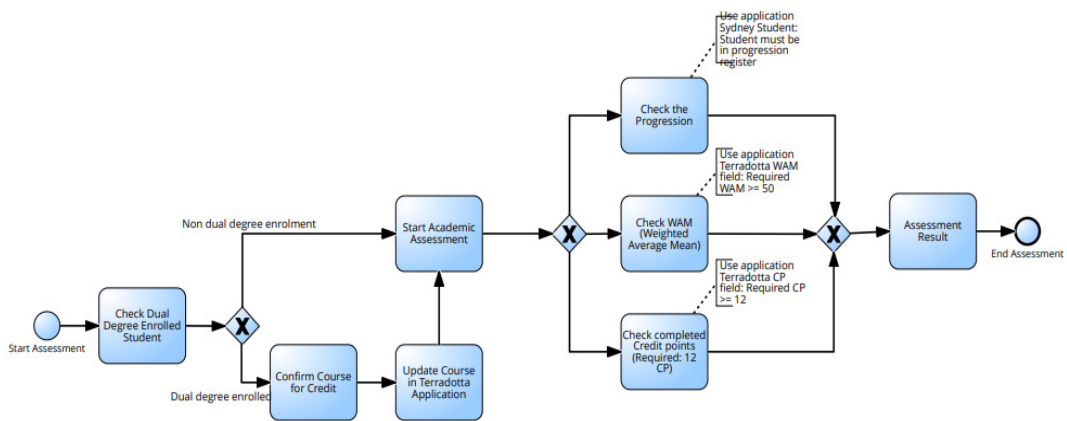 Use application
Sydney Student:
Student must be
in progression
register
Check the
Progression
Use application
Terradotta WAM
field: Required
WAM >= 50
Non dual degree enrolment
Start Academic
Assessment
X
Check WAM
(Weighted
Average Mean)
X
Assessment
Result
End Assessment
Use application
Terradotta CP
field: Required CP
>= 12
Check Dual
Degree Enrolled
Student
X
Start Assessment
Check completed
Credit points
(Required: 12
CP)
Confirm Course
for Credit
Update Course
in Terradotta
Application
Dual degree enrolled